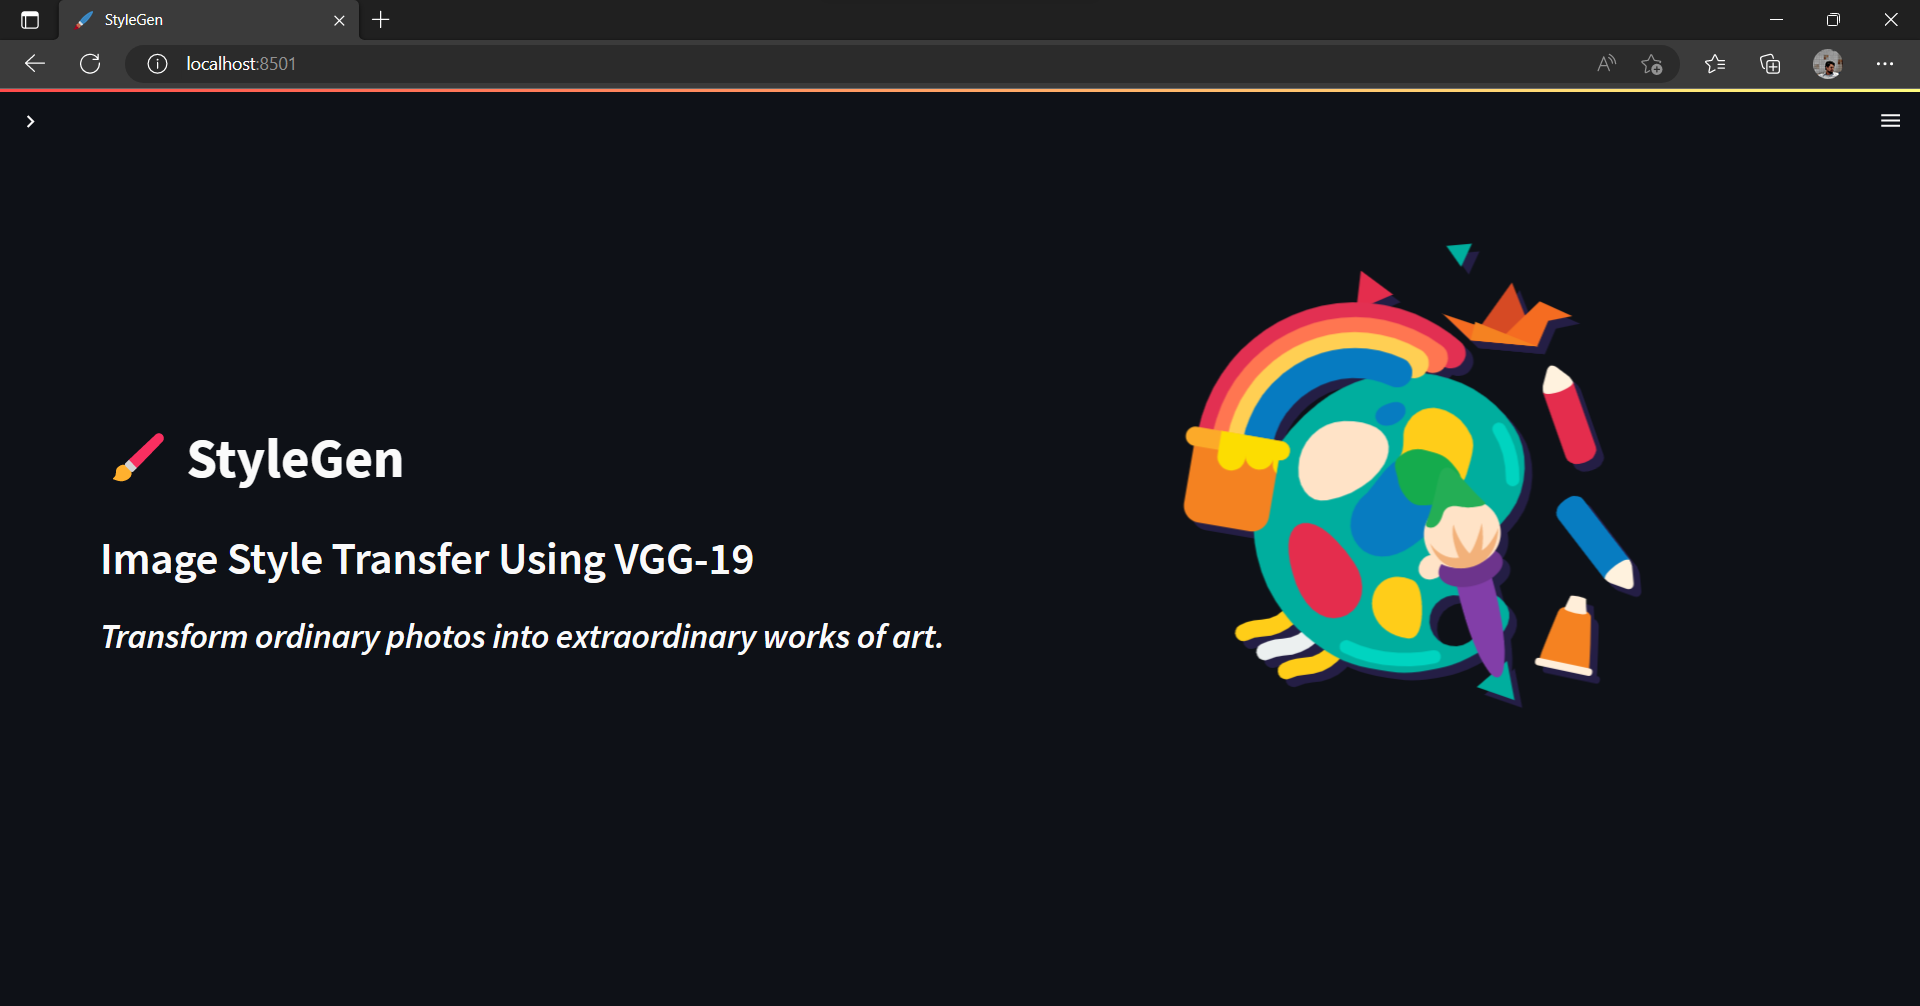 StyleGen
localhost:8501
StyleGen
Image Style Transfer Using VGG-19
Transform ordinary photos into extraordinary works of art.